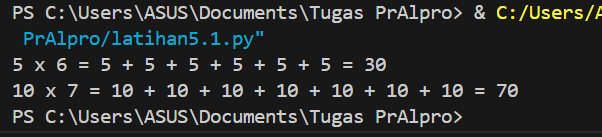 PS C:\Users\ASUS\Documents\Tugas PrAlpro> & C:/Users/
PrAlpro/latihan5.1.py"
5 x 6 = 5 + 5 + 5 + 5 + 5 + 5 = 30
10 x 7 = 10 + 10 + 10 + 10 + 10 + 10 + 10 = 70
PS C:\Users\ASUS\Documents\Tugas PrAlpro>